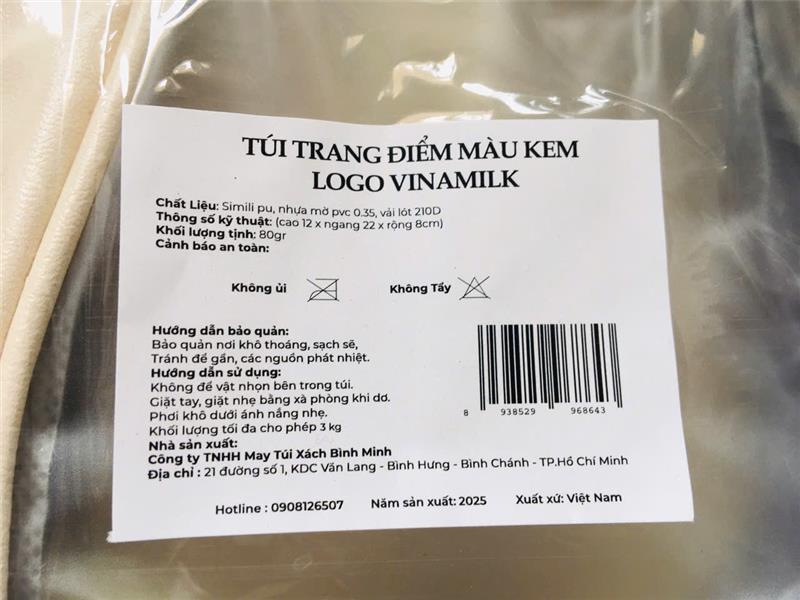 TÚI TRANG ĐIỂM MÀU KEM
LOGO VINAMILK
Chất Liệu: Simili pu, nhựa mờ pvc 0.35, vải lót 210D
Thông số kỹ thuật: (cao 12 x ngang 22 x rộng 8cm)
Khối lượng tịnh: 80gr
Cảnh báo an toàn:
Không ủi
Không Tẩy
Hướng dẫn bảo quản:
Bảo quản nơi khô thoáng, sạch sẽ,
Tránh để gần, các nguồn phát nhiệt.
Hướng dẫn sử dụng:
Không để vật nhọn bên trong túi.
Giặt tay, giặt nhẹ bằng xà phòng khi dơ.
Phơi khô dưới ánh nắng nhẹ.
Khối lượng tối đa cho phép 3 kg
8 938529 968643
Nhà sản xuất:
Công ty TNHH May Túi Xách Bình Minh
Địa chỉ : 21 đường số 1, KDC Văn Lang - Bình Hưng - Bình Chánh - TP.Hồ Chí Minh
Hotline : 0908126507 Năm sản xuất: 2025 Xuất xứ: Việt Nam